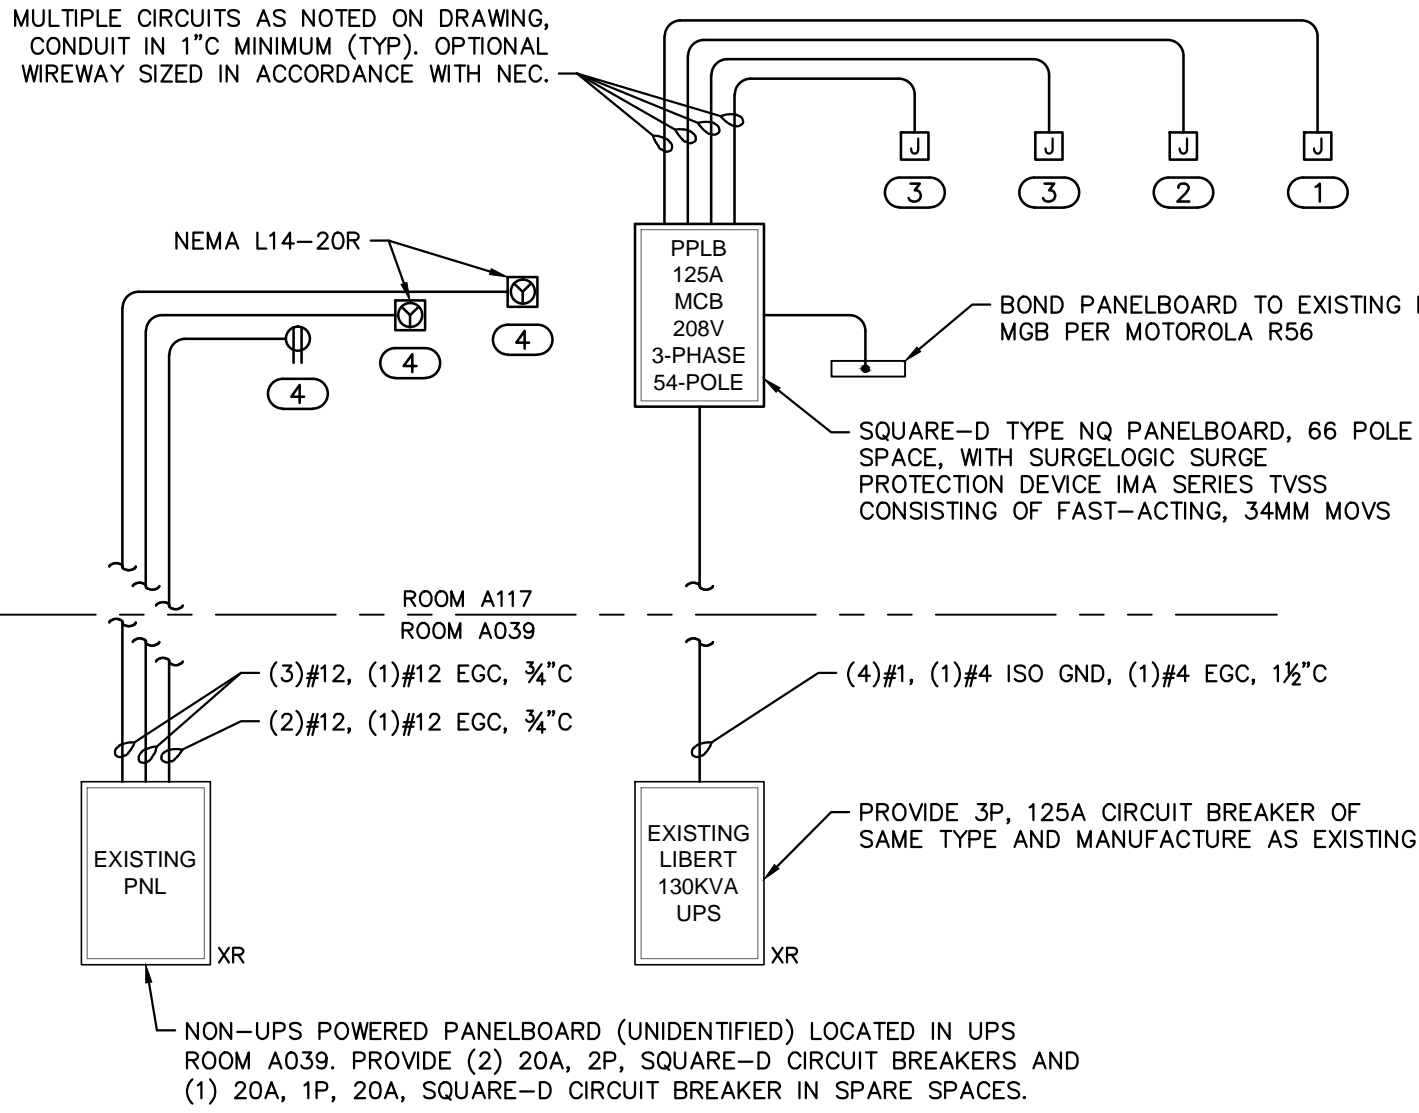 MULTIPLE CIRCUITS AS NOTED ON DRAWING,
CONDUIT IN 1"C MINIMUM (TYP). OPTIONAL
WIREWAY SIZED IN ACCORDANCE WITH NEC.
J
J
J
J
3
3
2
1
NEMA L14-20R
4
4
4
PPLB
125A
MCB
208V
3-PHASE
54-POLE
BOND PANELBOARD TO EXISTING
MGB PER MOTOROLA R56
SQUARE-D TYPE NQ PANELBOARD, 66 POLE
SPACE, WITH SURGELOGIC SURGE
PROTECTION DEVICE IMA SERIES TVSS
CONSISTING OF FAST-ACTING, 34MM MOVS
ROOM A117
ROOM A039
(3)#12, (1)#12 EGC, ¾"C
(2)#12, (1)#12 EGC, ¾"C
(4)#1, (1)#4 ISO GND, (1)#4 EGC, 1½"C
EXISTING
PNL
XR
EXISTING
LIBERT
130KVA
UPS
XR
PROVIDE 3P, 125A CIRCUIT BREAKER OF
SAME TYPE AND MANUFACTURE AS EXISTING
NON-UPS POWERED PANELBOARD (UNIDENTIFIED) LOCATED IN UPS
ROOM A039. PROVIDE (2) 20A, 2P, SQUARE-D CIRCUIT BREAKERS AND
(1) 20A, 1P, 20A, SQUARE-D CIRCUIT BREAKER IN SPARE SPACES.